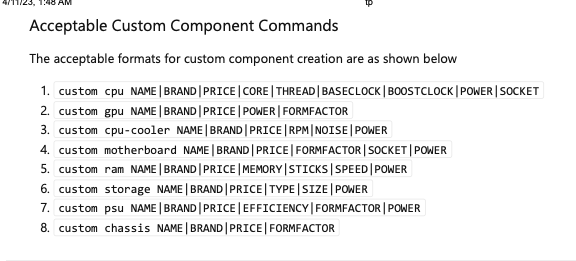 4/11/23, 1:48 AM tp
Acceptable Custom Component Commands
The acceptable formats for custom component creation are as shown below
1. custom cpu NAME|BRAND|PRICE|CORE|THREAD|BASECLOCK|BOOSTCLOCK|POWER|SOCKET
2. custom gpu NAME|BRAND|PRICE|POWER|FORMFACTOR
3. custom cpu-cooler NAME|BRAND|PRICE|RPM|NOISE|POWER
4. custom motherboard NAME|BRAND|PRICE|FORMFACTOR|SOCKET|POWER
5. custom ram NAME|BRAND|PRICE|MEMORY|STICKS|SPEED|POWER
6. custom storage NAME|BRAND|PRICE|TYPE|SIZE|POWER
7. custom psu NAME|BRAND|PRICE|EFFICIENCY|FORMFACTOR|POWER
8. custom chassis NAME|BRAND|PRICE|FORMFACTOR